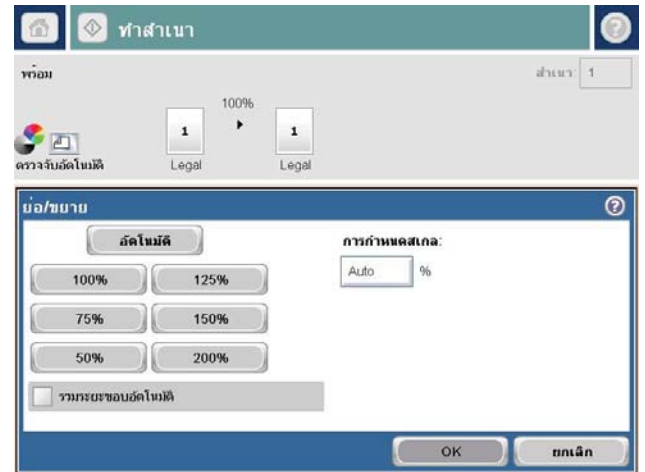 ทำสำเนา
พร้อม
สำเนา: 1
100%
1 1
ตรวจจับอัตโนมัติ Legal Legal
ย่อ/ขยาย
อัตโนมัติ
การกำหนดสเกล:
100% 125%
Auto %
75% 150%
50% 200%
รวมระยะขอบอัตโนมัติ
OK ยกเลิก